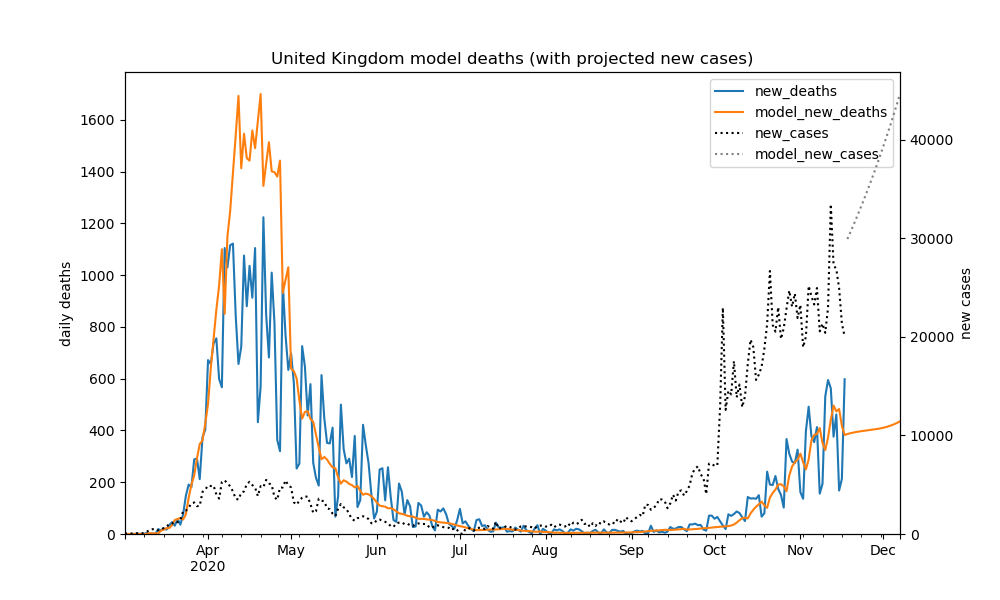 United Kingdom model deaths (with projected new cases)
new_deaths
model_new_deaths
new_cases
model_new_cases
daily deaths
1600
1400
1200
1000
800
600
400
200
0
new cases
40000
30000
20000
10000
0
Apr May Jun Jul Aug Sep Oct Nov Dec
2020